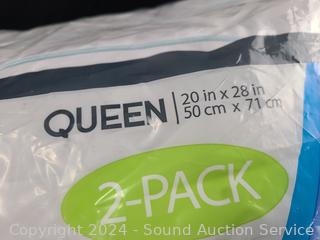 QUEEN
20 in x 28 in
50 cm x 71 cm
2-PACK
Copyright 2024 - Sound Auction Service